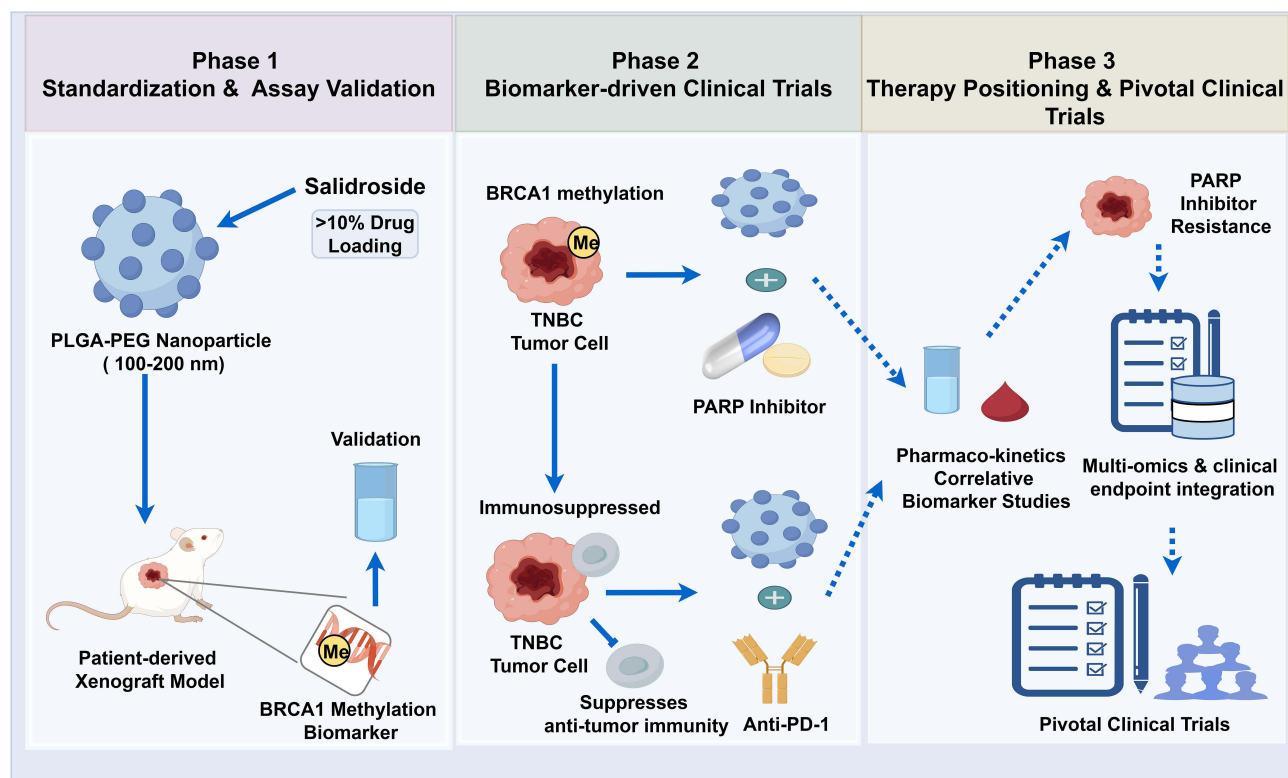 Phase 1
Standardization & Assay Validation
Salidroside
>10% Drug
Loading
PLGA-PEG Nanoparticle
( 100-200 nm)
Validation
Me
Patient-derived
Xenograft Model
BRCA1 Methylation
Biomarker
Phase 2
Biomarker-driven Clinical Trials
BRCA1 methylation
Me
TNBC
Tumor Cell
PARP Inhibitor
Immunosuppressed
TNBC
Tumor Cell
Suppresses
anti-tumor immunity
Anti-PD-1
Phase 3
Therapy Positioning & Pivotal Clinical
Trials
PARP
Inhibitor
Resistance
Pharmaco-kinetics
Correlative
Biomarker Studies
Multi-omics & clinical
endpoint integration
Pivotal Clinical Trials